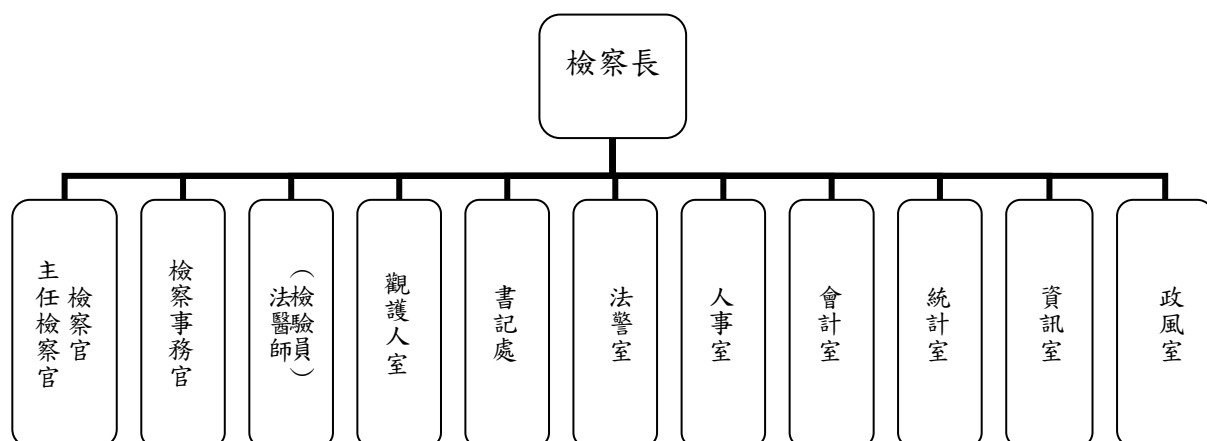 檢察長
主任檢察官
檢察官
檢察事務官
法醫師
（檢驗員）
觀護人室
書記處
法警室
人事室
會計室
統計室
資訊室
政風室